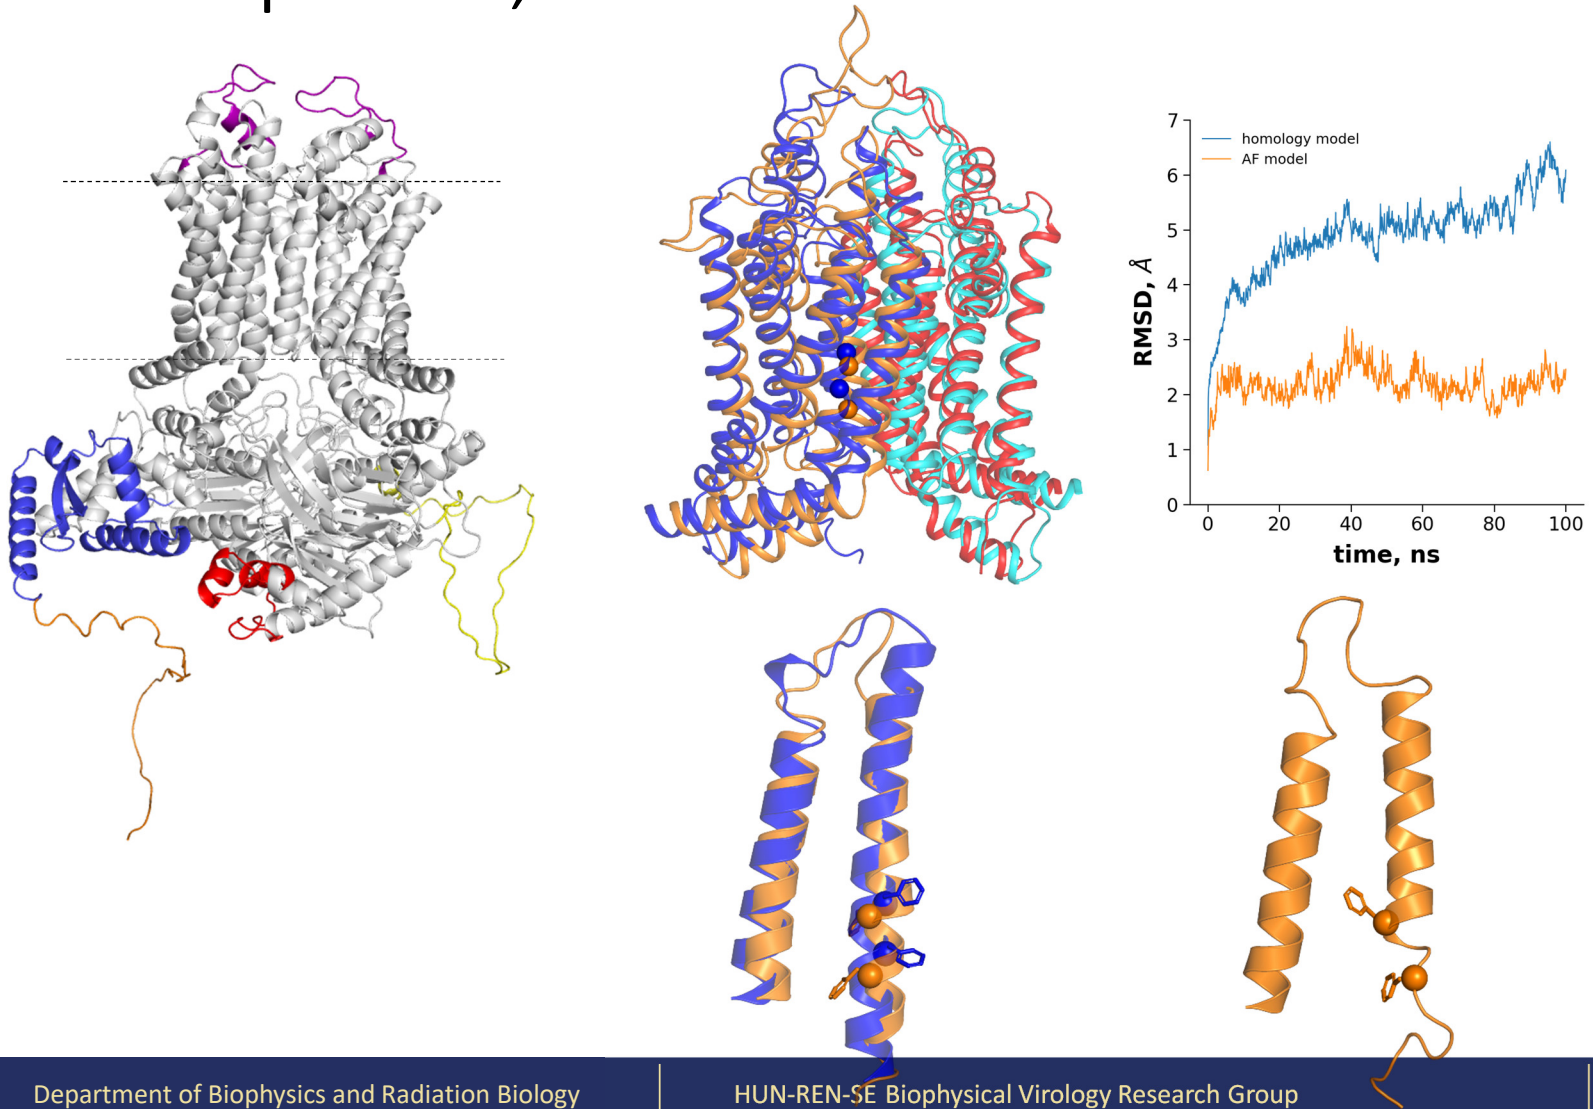 7
homology model
AF model
6
5
4
3
2
1
0
RMSD, Å
0 20 40 60 80 100
time, ns
Department of Biophysics and Radiation Biology
HUN-REN-SE Biophysical Virology Research Group